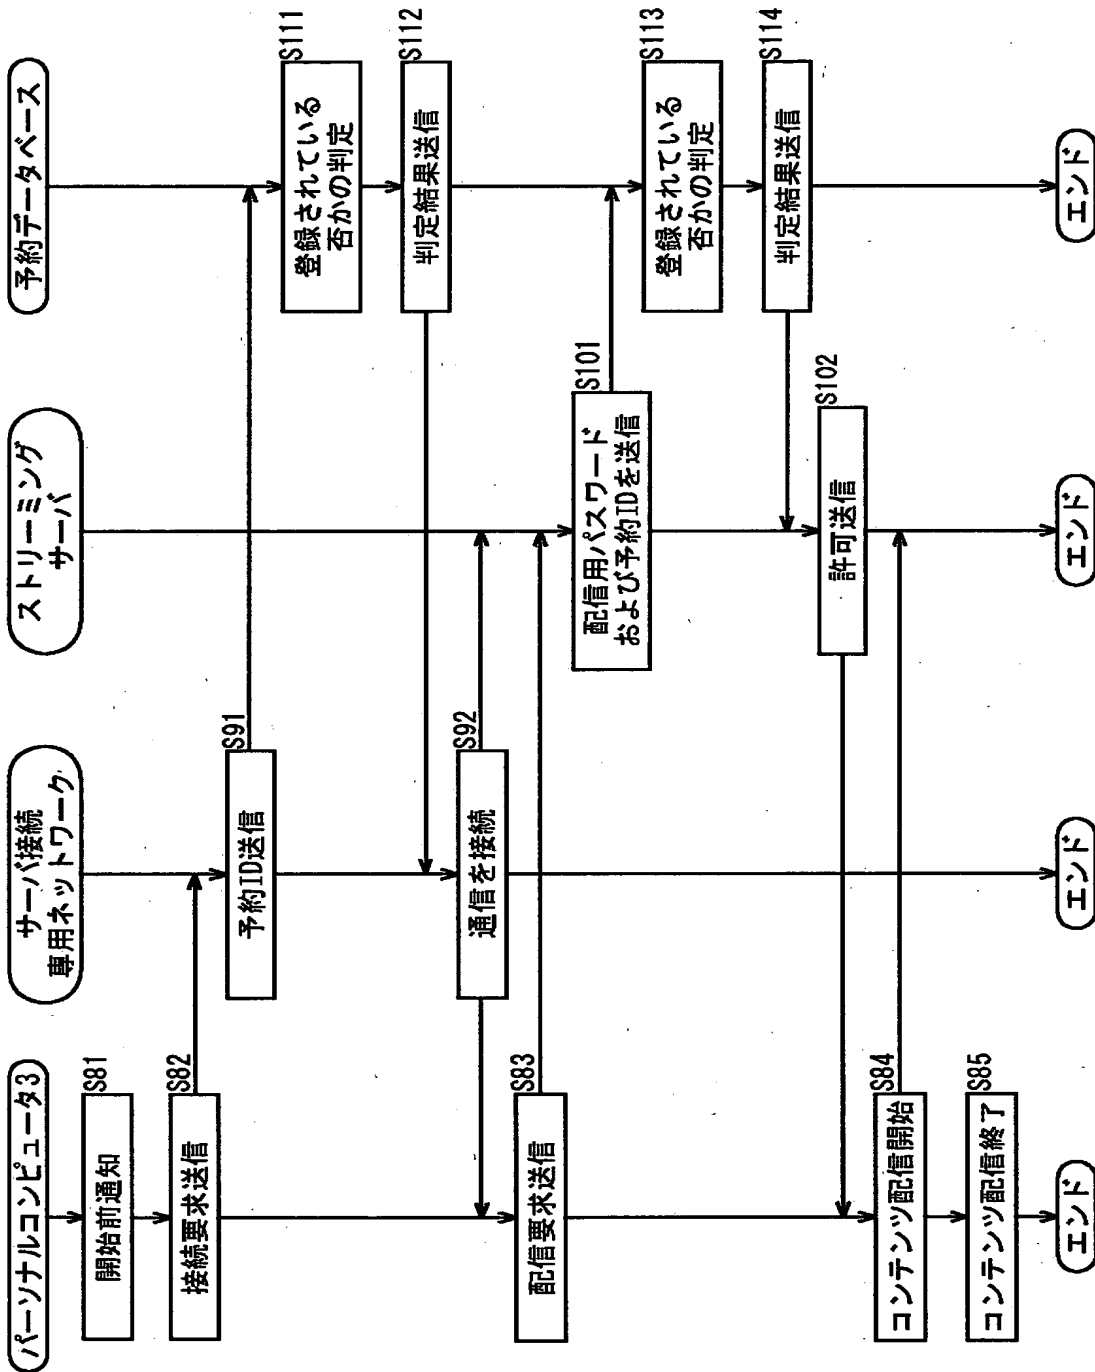 パーソナルコンピュータ3
サーバ接続
専用ネットワーク
ストリーミング
サーバ
予約データベース
S81
開始前通知
S82
接続要求送信
S91
予約ID送信
S111
登録されている
否かの判定
S112
判定結果送信
S92
通信を接続
S83
配信要求送信
S101
配信用パスワード
および予約IDを送信
S113
登録されている
否かの判定
S114
判定結果送信
S102
許可送信
S84
コンテンツ配信開始
S85
コンテンツ配信終了
エンド
エンド
エンド
エンド